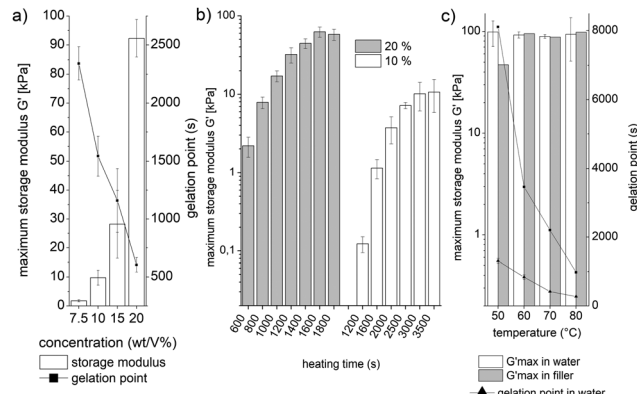 a)
maximum storage modulus G' [kPa]
100
90
80
70
60
50
40
30
20
10
0
2500
2000
1500
1000
500
gelation point (s)
7.5 10 15 20
concentration (wt/V%)
storage modulus
gelation point
b)
maximum storage modulus G' [kPa]
100
10
1
0,1
20 %
10 %
600 800 1000 1200 1400 1600 1800 1200 1600 2000 2500 3000 3500
heating time (s)
c)
maximum storage modulus G' [kPa]
100
10
1
8000
6000
4000
2000
0
gelation point (s)
50 60 70 80
temperature (°C)
G'max in water
G'max in filler
gelation point in water